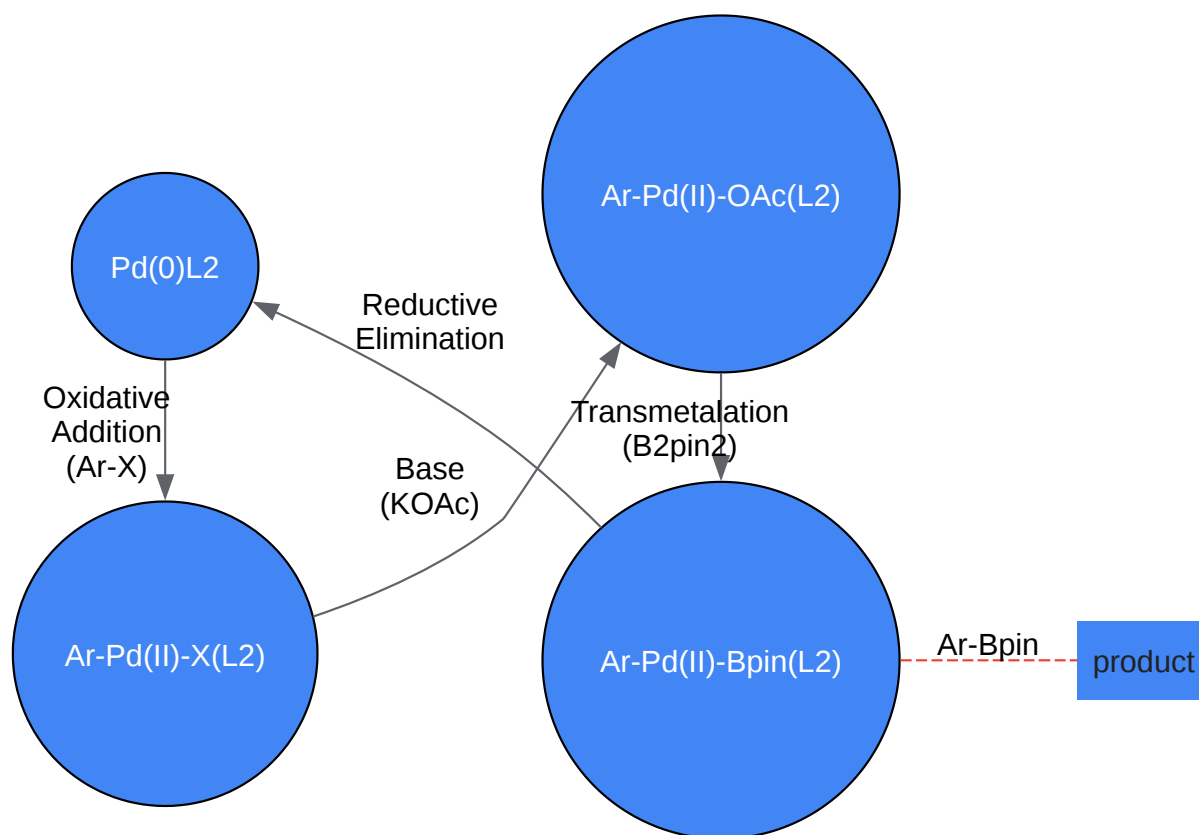 Ar-Pd(II)-OAc(L2)
Pd(0)L2
Reductive
Elimination
Oxidative
Addition
(Ar-X)
Transmetalation
(B2pin2)
Base
(KOAc)
Ar-Pd(II)-X(L2)
Ar-Pd(II)-Bpin(L2)
Ar-Bpin
product